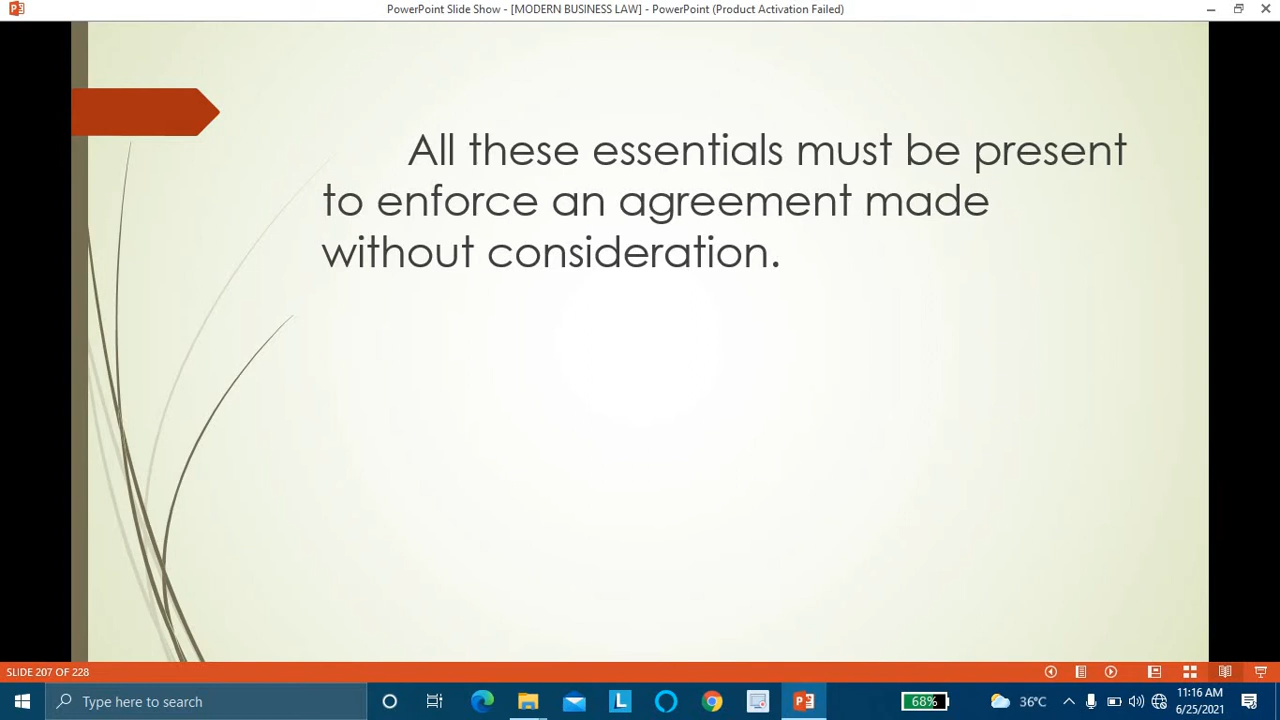 PowerPoint Slide Show - [MODERN BUSINESS LAW] - PowerPoint (Product Activation Failed)
All these essentials must be present
to enforce an agreement made
without consideration.
SLIDE 207 OF 228
Type here to search
L
68%
36°C
11:16 AM
6/25/2021